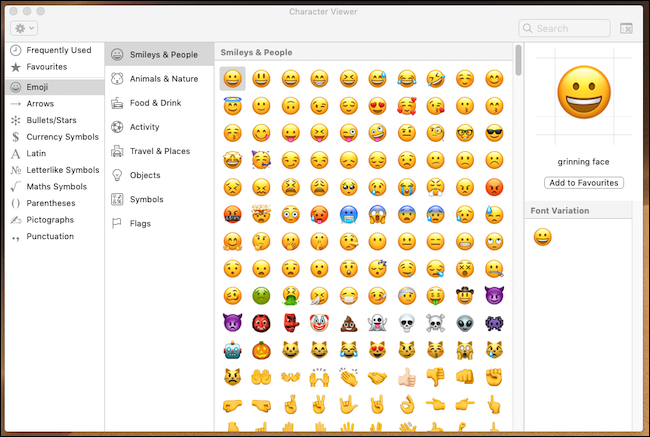 Character Viewer
Search
Frequently Used
Favourites
Emoji
Arrows
Bullets/Stars
Currency Symbols
Latin
Letterlike Symbols
Maths Symbols
Parentheses
Pictographs
Punctuation
Smileys & People
Animals & Nature
Food & Drink
Activity
Travel & Places
Objects
Symbols
Flags
Smileys & People
grinning face
Add to Favourites
Font Variation